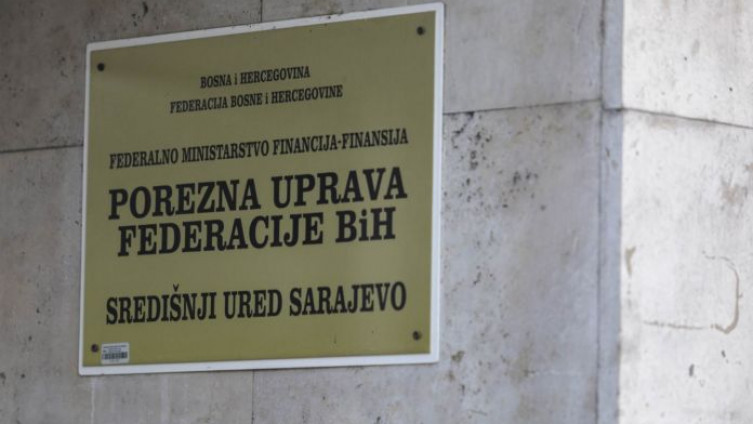 BOSNA i HERCEGOVINA
FEDERACIJA BOSNE i HERCEGOVINE
FEDERALNO MINISTARSTVO FINANCIJA-FINANSIJA
POREZNA UPRAVA
FEDERACIJE BiH
SREDIŠNJI URED SARAJEVO